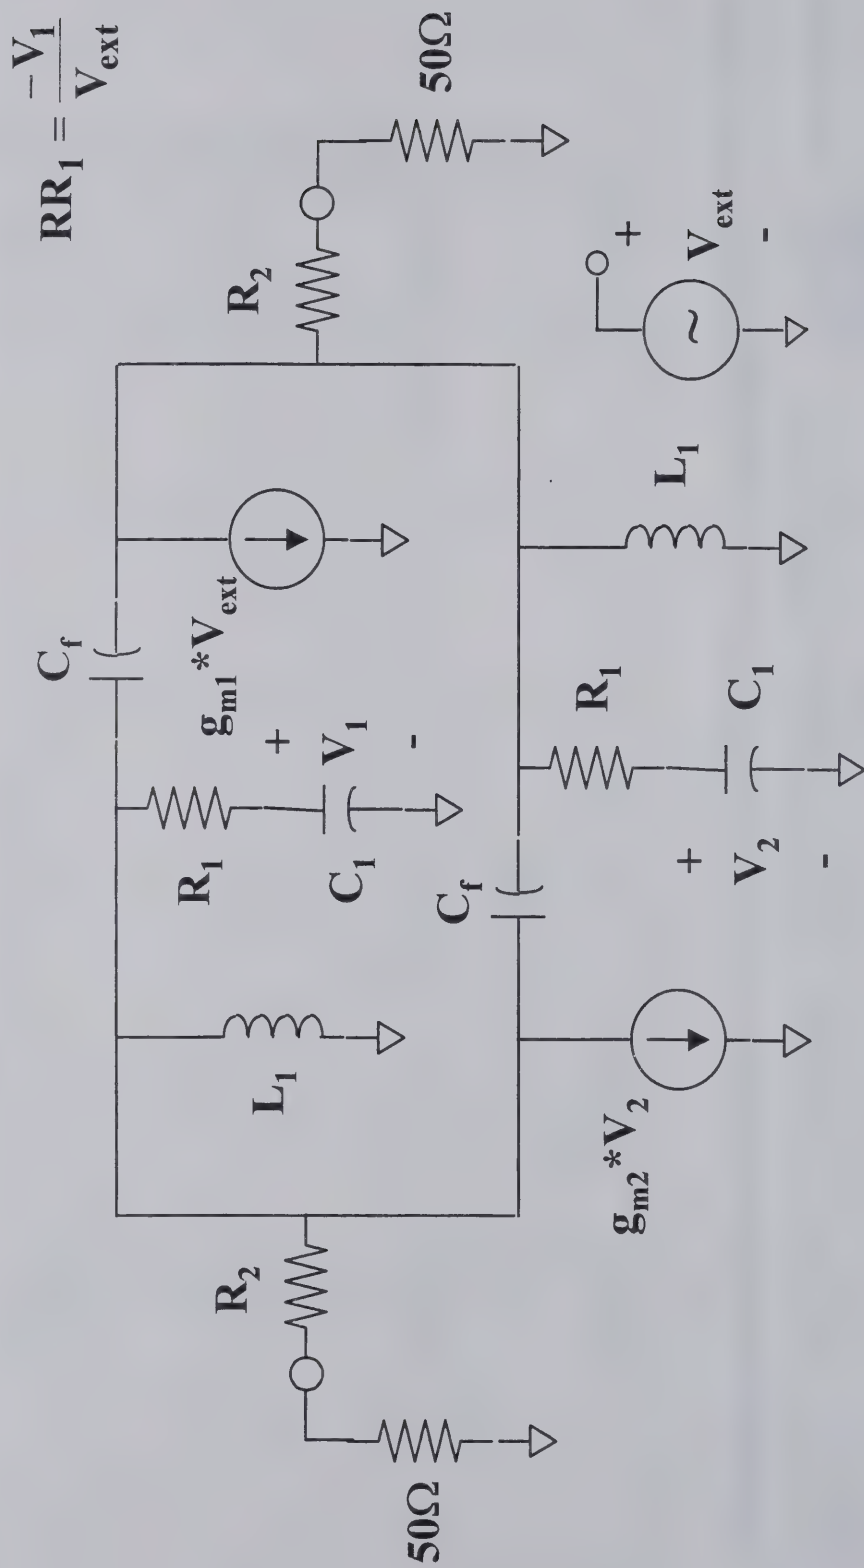 RR₁ = -V₁ / V_ext
50Ω
R₂
C_f
g_m1*V_ext
+
V₁
-
R₁
C₁
L₁
R₂
50Ω
+
V_ext
-
~
L₁
R₁
C₁
C_f
+
V₂
-
g_m2*V₂